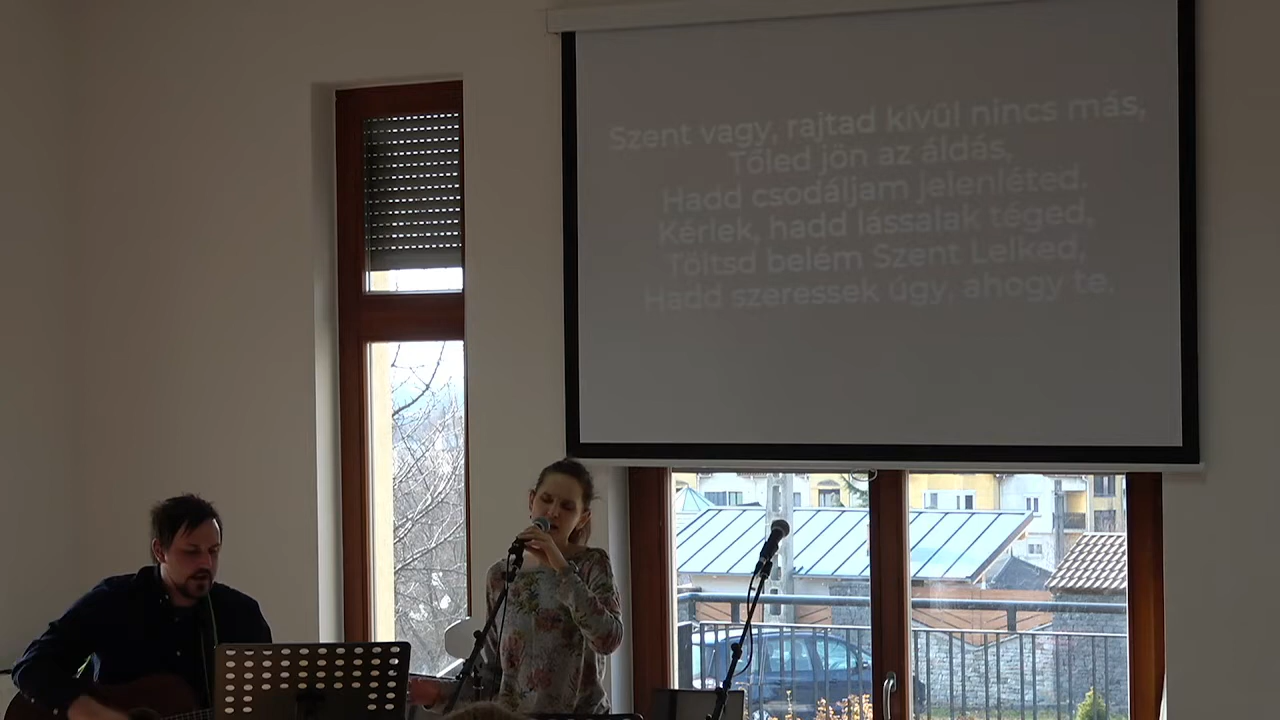 Szent vagy, rajtad kívül nincs más,
Tőled jön az áldás,
Hadd csodáljam jelenléted.
Kérlek, hadd lássalak téged,
Töltsd belém Szent Lelked,
Hadd szeressek úgy, ahogy te.